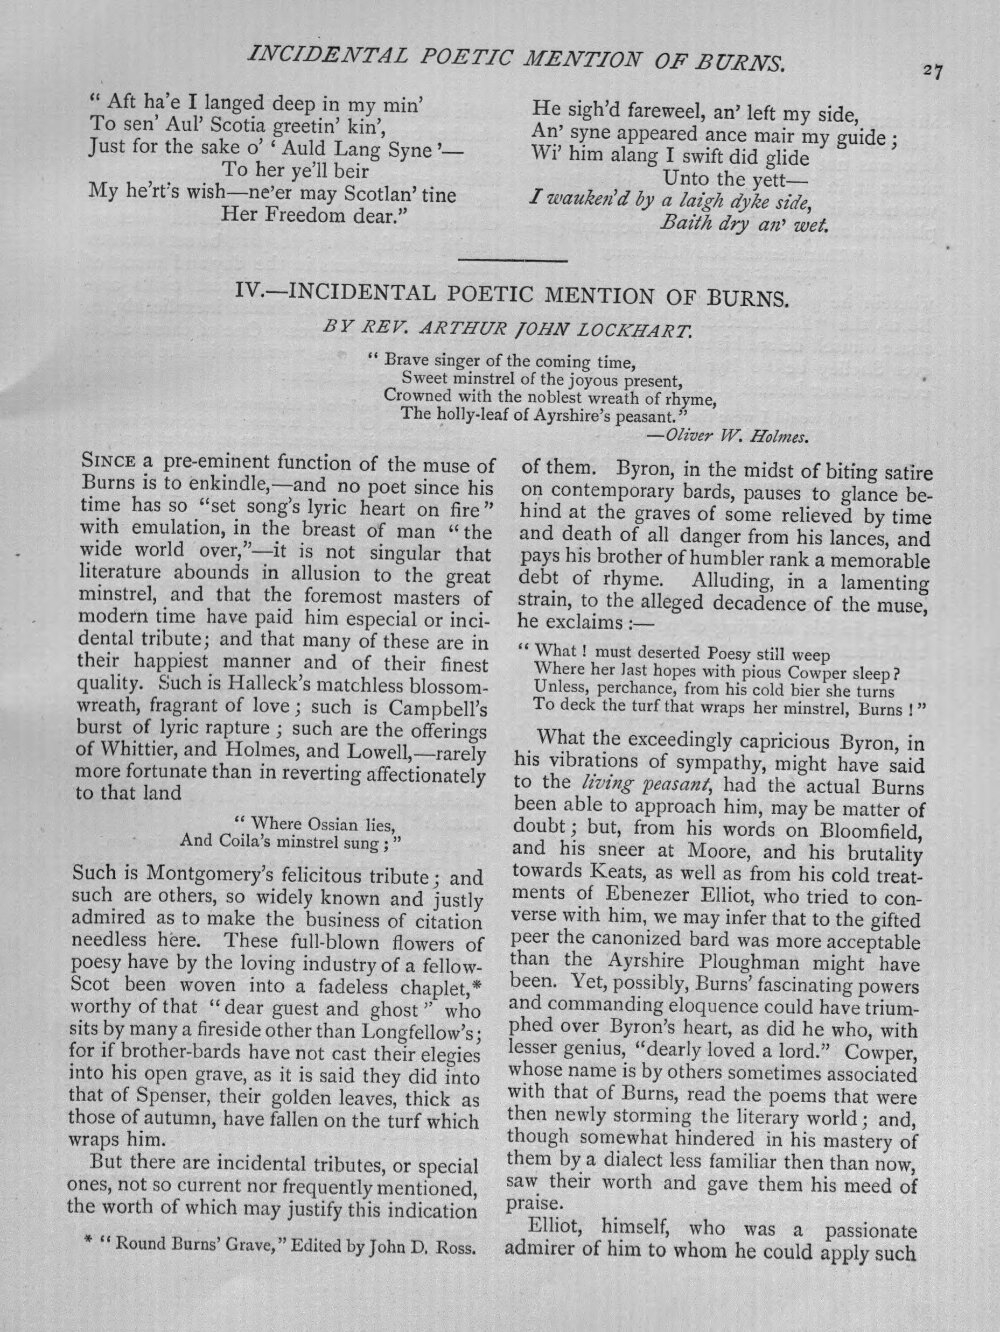 INCIDENTAL POETIC MENTION OF BURNS.
27
“ Aft ha’e I langed deep in my min’
To sen’ Aul’ Scotia greetin’ kin’,
Just for the sake o’ ‘ Auld Lang Syne ’—
To her ye’ll beir
My he’rt’s wish—ne’er may Scotlan’ tine
Her Freedom dear.”
He sigh’d fareweel, an’ left my side,
An’ syne appeared ance mair my guide ;
Wi’ him alang I swift did glide
Unto the yett—
I wauken’d by a laigh dyke side,
Baith dry an’ wet.
IV.—INCIDENTAL POETIC MENTION OF BURNS.
BY REV. ARTHUR JOHN LOCKHART.
“ Brave singer of the coming time,
Sweet minstrel of the joyous present,
Crowned with the noblest wreath of rhyme,
The holly-leaf of Ayrshire’s peasant.”
—Oliver W. Holmes.
SINCE a pre-eminent function of the muse of
Burns is to enkindle,—and no poet since his
time has so “set song’s lyric heart on fire”
with emulation, in the breast of man “the
wide world over,”—it is not singular that
literature abounds in allusion to the great
minstrel, and that the foremost masters of
modern time have paid him especial or inci-
dental tribute; and that many of these are in
their happiest manner and of their finest
quality. Such is Halleck’s matchless blossom-
wreath, fragrant of love ; such is Campbell’s
burst of lyric rapture ; such are the offerings
of Whittier, and Holmes, and Lowell,—rarely
more fortunate than in reverting affectionately
to that land
“ Where Ossian lies,
And Coila’s minstrel sung ; ”
Such is Montgomery’s felicitous tribute ; and
such are others, so widely known and justly
admired as to make the business of citation
needless here. These full-blown flowers of
poesy have by the loving industry of a fellow-
Scot been woven into a fadeless chaplet,*
worthy of that “dear guest and ghost” who
sits by many a fireside other than Longfellow’s;
for if brother-bards have not cast their elegies
into his open grave, as it is said they did into
that of Spenser, their golden leaves, thick as
those of autumn, have fallen on the turf which
wraps him.
But there are incidental tributes, or special
ones, not so current nor frequently mentioned,
the worth of which may justify this indication
* “ Round Burns’ Grave,” Edited by John D. Ross.
of them. Byron, in the midst of biting satire
on contemporary bards, pauses to glance be-
hind at the graves of some relieved by time
and death of all danger from his lances, and
pays his brother of humbler rank a memorable
debt of rhyme. Alluding, in a lamenting
strain, to the alleged decadence of the muse,
he exclaims :—
“ What ! must deserted Poesy still weep
Where her last hopes with pious Cowper sleep ?
Unless, perchance, from his cold bier she turns
To deck the turf that wraps her minstrel, Burns ! ”
What the exceedingly capricious Byron, in
his vibrations of sympathy, might have said
to the living peasant, had the actual Burns
been able to approach him, may be matter of
doubt ; but, from his words on Bloomfield,
and his sneer at Moore, and his brutality
towards Keats, as well as from his cold treat-
ments of Ebenezer Elliot, who tried to con-
verse with him, we may infer that to the gifted
peer the canonized bard was more acceptable
than the Ayrshire Ploughman might have
been. Yet, possibly, Burns’ fascinating powers
and commanding eloquence could have trium-
phed over Byron’s heart, as did he who, with
lesser genius, “dearly loved a lord.” Cowper,
whose name is by others sometimes associated
with that of Burns, read the poems that were
then newly storming the literary world ; and,
though somewhat hindered in his mastery of
them by a dialect less familiar then than now,
saw their worth and gave them his meed of
praise.
Elliot, himself, who was a passionate
admirer of him to whom he could apply such